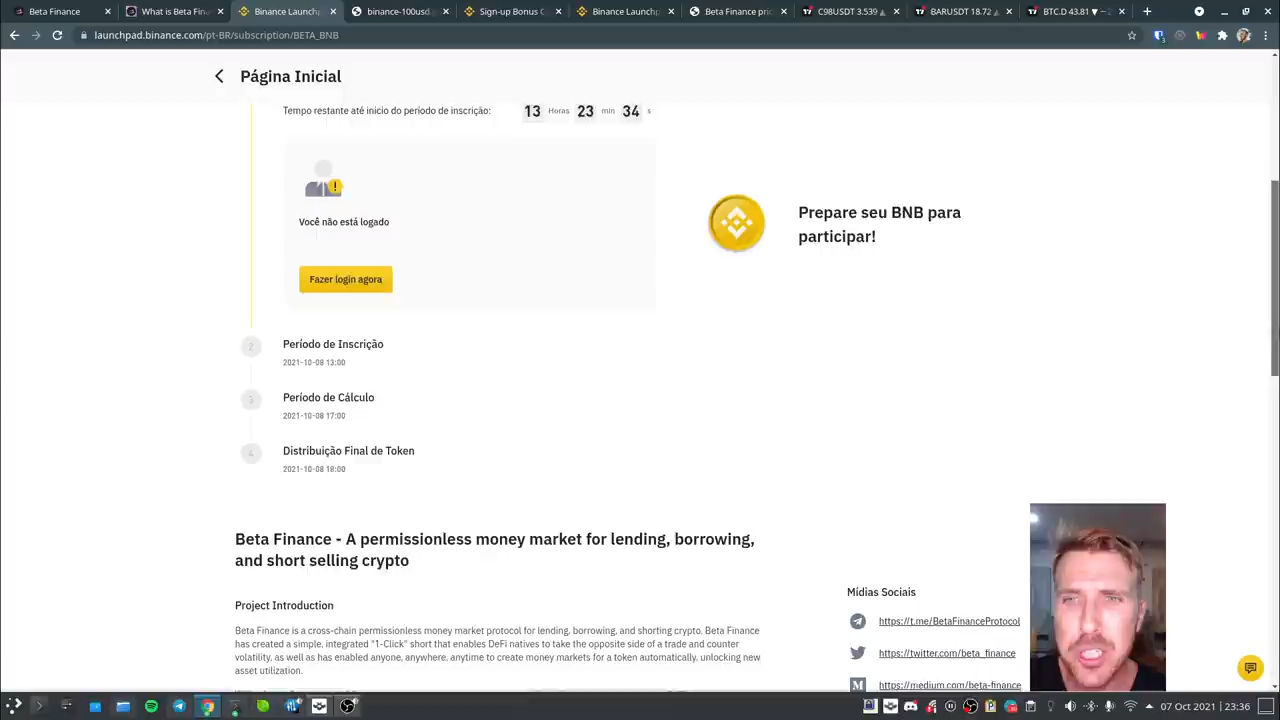 Beta Finance
What is Beta Fina
Binance Launchp
binance-100usd
Sign-up Bonus C
Binance Launch
Beta Finance pri
C98USDT 3.539
BARUSDT 18.72
BTC.D 43.81
launchpad.binance.com/pt-BR/subscription/BETA_BNB
Página Inicial
Tempo restante até início do período de inscrição: 13 Horas 23 min 34 s
Você não está logado
Fazer login agora
Prepare seu BNB para
participar!
2 Período de Inscrição
2021-10-08 13:00
3 Período de Cálculo
2021-10-08 17:00
4 Distribuição Final de Token
2021-10-08 18:00
Beta Finance - A permissionless money market for lending, borrowing,
and short selling crypto
Project Introduction
Beta Finance is a cross-chain permissionless money market protocol for lending, borrowing, and shorting crypto. Beta Finance
has created a simple, integrated "1-Click" short that enables DeFi natives to take the opposite side of a trade and counter
volatility, as well as has enabled anyone, anywhere, anytime to create money markets for a token automatically, unlocking new
asset utilization.
Mídias Sociais
https://t.me/BetaFinanceProtocol
https://twitter.com/beta_finance
https://medium.com/beta-finance
07 Oct 2021 | 23:36